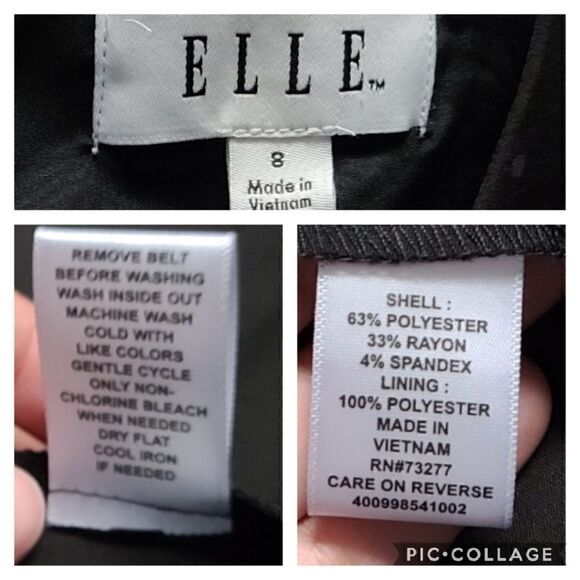 ELLE™
8
Made in
Vietnam
REMOVE BELT
BEFORE WASHING
WASH INSIDE OUT
MACHINE WASH
COLD WITH
LIKE COLORS
GENTLE CYCLE
ONLY NON-
CHLORINE BLEACH
WHEN NEEDED
DRY FLAT
COOL IRON
IF NEEDED
SHELL :
63% POLYESTER
33% RAYON
4% SPANDEX
LINING :
100% POLYESTER
MADE IN
VIETNAM
RN#73277
CARE ON REVERSE
400998541002
PIC•COLLAGE